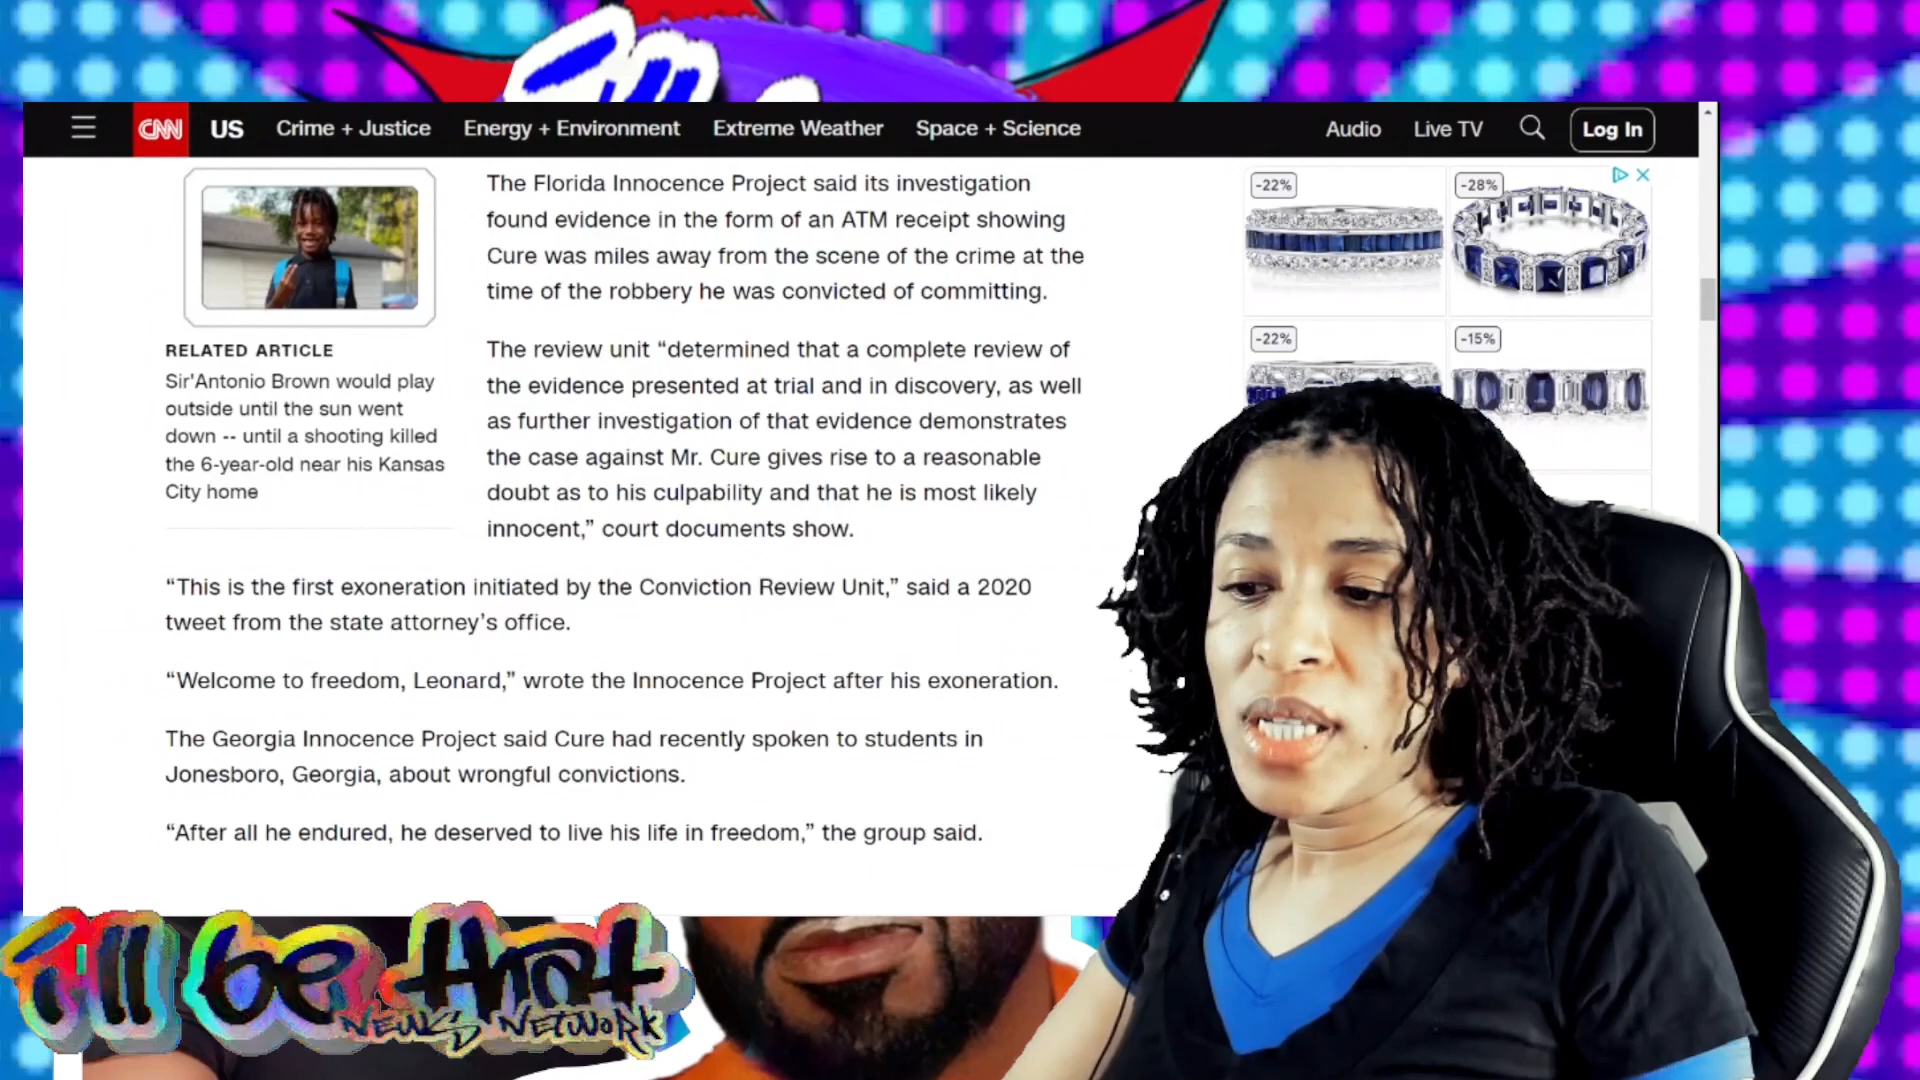 CNN US Crime + Justice Energy + Environment Extreme Weather Space + Science Audio Live TV Log In
The Florida Innocence Project said its investigation
found evidence in the form of an ATM receipt showing
Cure was miles away from the scene of the crime at the
time of the robbery he was convicted of committing.
RELATED ARTICLE
Sir'Antonio Brown would play
outside until the sun went
down -- until a shooting killed
the 6-year-old near his Kansas
City home
The review unit “determined that a complete review of
the evidence presented at trial and in discovery, as well
as further investigation of that evidence demonstrates
the case against Mr. Cure gives rise to a reasonable
doubt as to his culpability and that he is most likely
innocent,” court documents show.
“This is the first exoneration initiated by the Conviction Review Unit,” said a 2020
tweet from the state attorney’s office.
“Welcome to freedom, Leonard,” wrote the Innocence Project after his exoneration.
The Georgia Innocence Project said Cure had recently spoken to students in
Jonesboro, Georgia, about wrongful convictions.
“After all he endured, he deserved to live his life in freedom,” the group said.
-22%
-28%
-22%
-15%
i'll be that
NEWS NETWORK